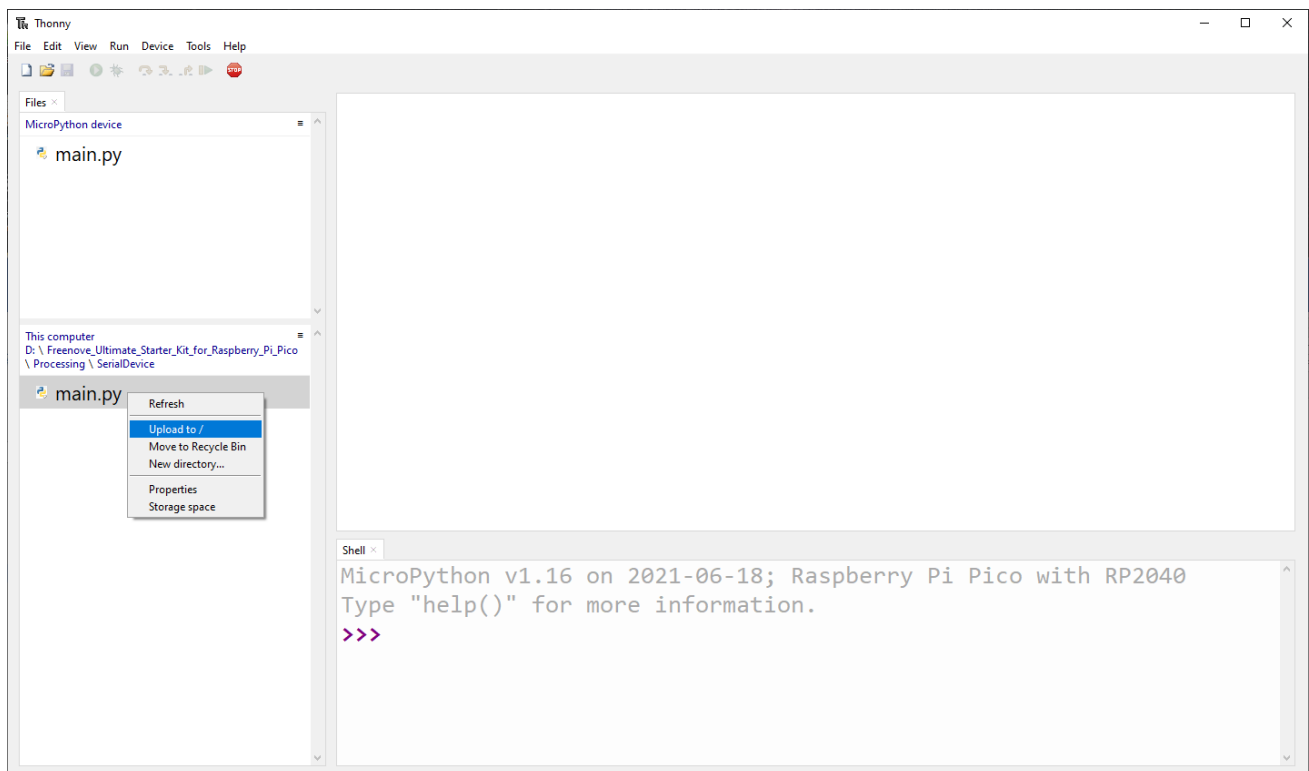 Thonny
File Edit View Run Device Tools Help
STOP
Files
MicroPython device
main.py
This computer
D: \ Freenove_Ultimate_Starter_Kit_for_Raspberry_Pi_Pico
\ Processing \ SerialDevice
main.py
Refresh
Upload to /
Move to Recycle Bin
New directory...
Properties
Storage space
Shell
MicroPython v1.16 on 2021-06-18; Raspberry Pi Pico with RP2040
Type "help()" for more information.
>>>